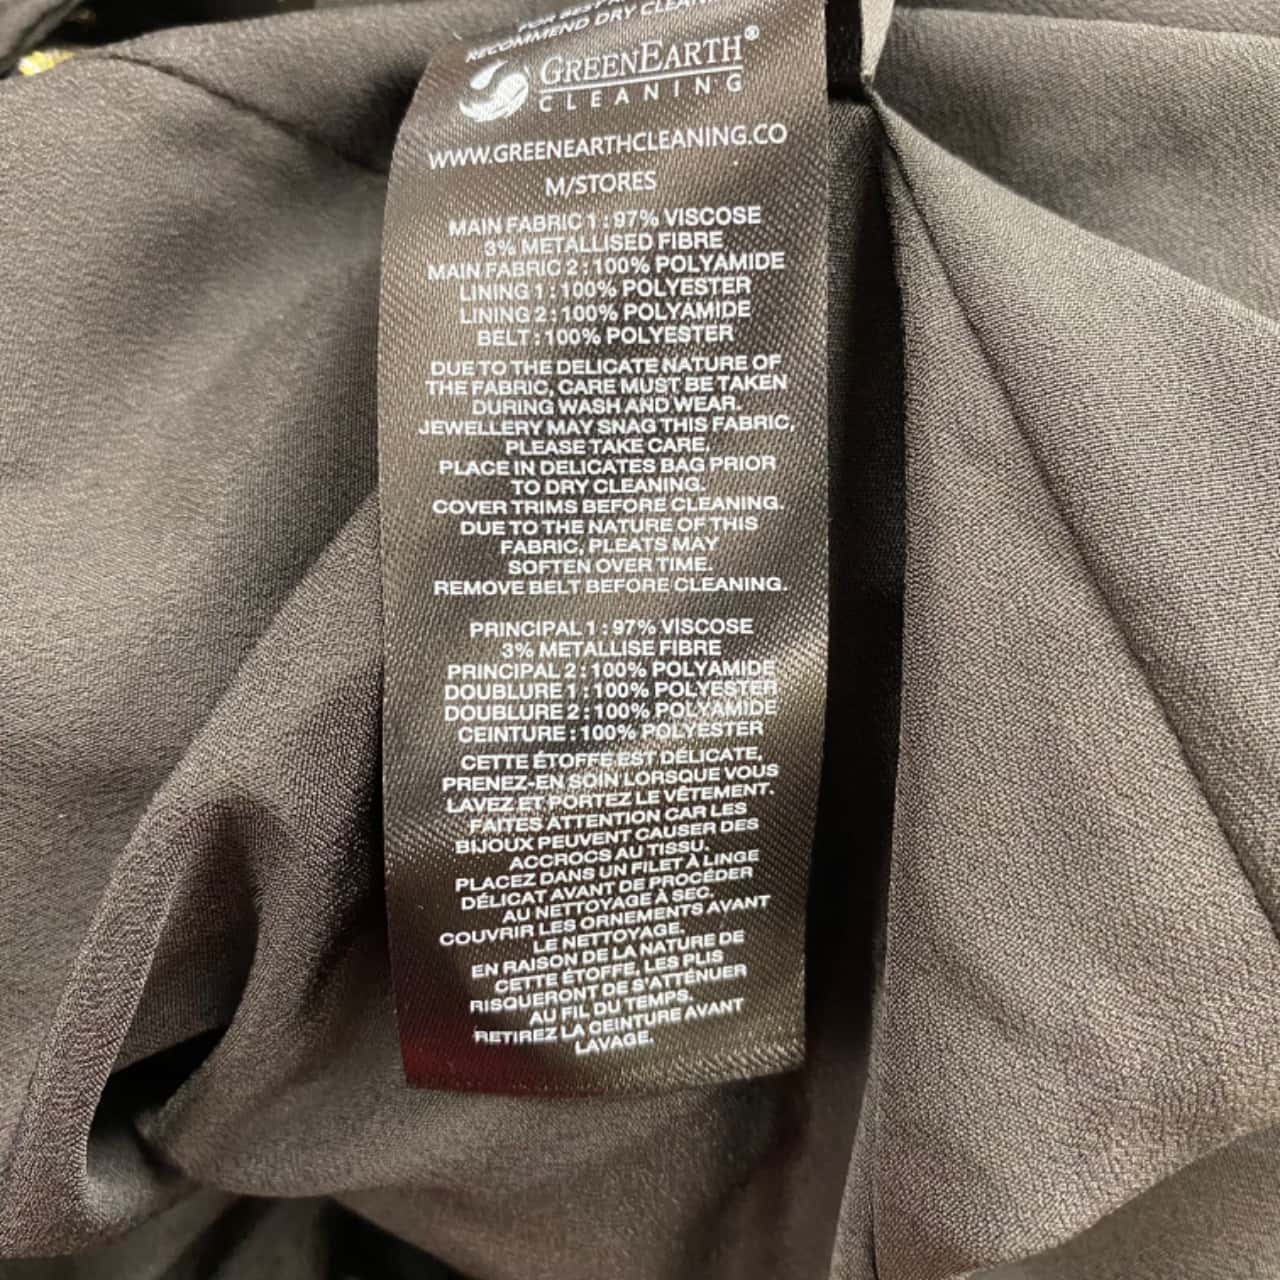 FOR BEST
RECOMMEND DRY CLEANING
GREENEARTH®
CLEANING
WWW.GREENEARTHCLEANING.CO
M/STORES
MAIN FABRIC 1 : 97% VISCOSE
3% METALLISED FIBRE
MAIN FABRIC 2 : 100% POLYAMIDE
LINING 1 : 100% POLYESTER
LINING 2 : 100% POLYAMIDE
BELT : 100% POLYESTER
DUE TO THE DELICATE NATURE OF
THE FABRIC, CARE MUST BE TAKEN
DURING WASH AND WEAR.
JEWELLERY MAY SNAG THIS FABRIC,
PLEASE TAKE CARE.
PLACE IN DELICATES BAG PRIOR
TO DRY CLEANING.
COVER TRIMS BEFORE CLEANING.
DUE TO THE NATURE OF THIS
FABRIC, PLEATS MAY
SOFTEN OVER TIME.
REMOVE BELT BEFORE CLEANING.
PRINCIPAL 1 : 97% VISCOSE
3% METALLISE FIBRE
PRINCIPAL 2 : 100% POLYAMIDE
DOUBLURE 1 : 100% POLYESTER
DOUBLURE 2 : 100% POLYAMIDE
CEINTURE : 100% POLYESTER
CETTE ÉTOFFE EST DÉLICATE,
PRENEZ-EN SOIN LORSQUE VOUS
LAVEZ ET PORTEZ LE VÊTEMENT.
FAITES ATTENTION CAR LES
BIJOUX PEUVENT CAUSER DES
ACCROCS AU TISSU.
PLACEZ DANS UN FILET À LINGE
DÉLICAT AVANT DE PROCÉDER
AU NETTOYAGE À SEC.
COUVRIR LES ORNEMENTS AVANT
LE NETTOYAGE.
EN RAISON DE LA NATURE DE
CETTE ÉTOFFE, LES PLIS
RISQUERONT DE S'ATTÉNUER
AU FIL DU TEMPS.
RETIREZ LA CEINTURE AVANT
LAVAGE.